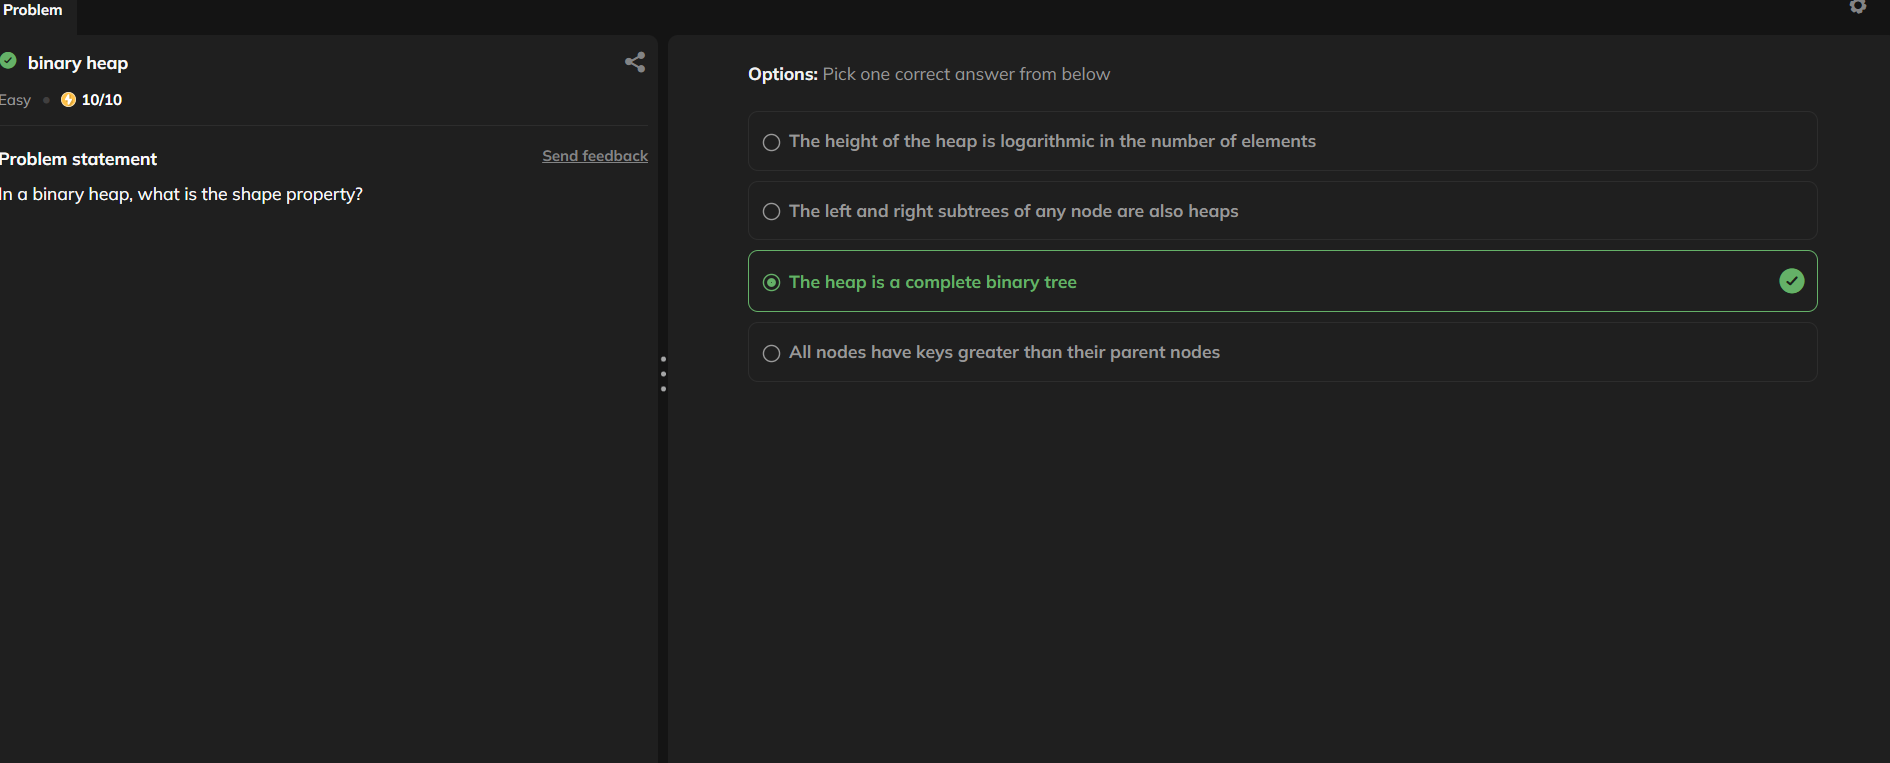 Problem
binary heap
Easy • 10/10
Problem statement
Send feedback
In a binary heap, what is the shape property?
Options: Pick one correct answer from below
The height of the heap is logarithmic in the number of elements
The left and right subtrees of any node are also heaps
The heap is a complete binary tree
All nodes have keys greater than their parent nodes